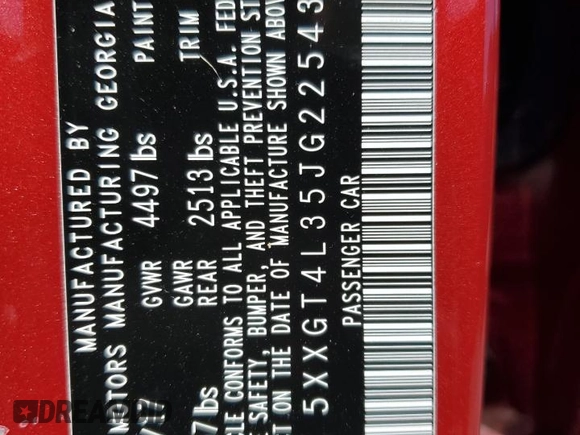 MANUFACTURED BY
MOTORS MANUFACTURING GEORGIA
GVWR PAINT
4497 lbs
GAWR TRIM
REAR 2513 lbs
7 lbs
CLE CONFORMS TO ALL APPLICABLE U.S.A. FED
SAFETY, BUMPER, AND THEFT PREVENTION ST
CT ON THE DATE OF MANUFACTURE SHOWN ABOV
5XXGT4L35JG22543
PASSENGER CAR
DREAMBID